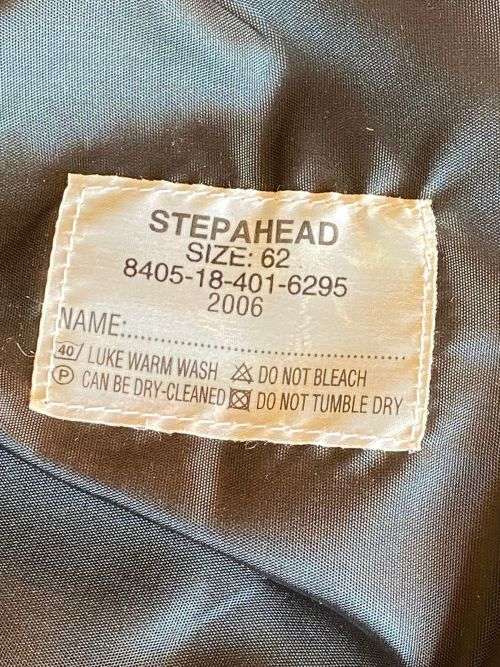 STEPAHEAD
SIZE: 62
8405-18-401-6295
2006
NAME:................................................
40/ LUKE WARM WASH DO NOT BLEACH
P CAN BE DRY-CLEANED DO NOT TUMBLE DRY